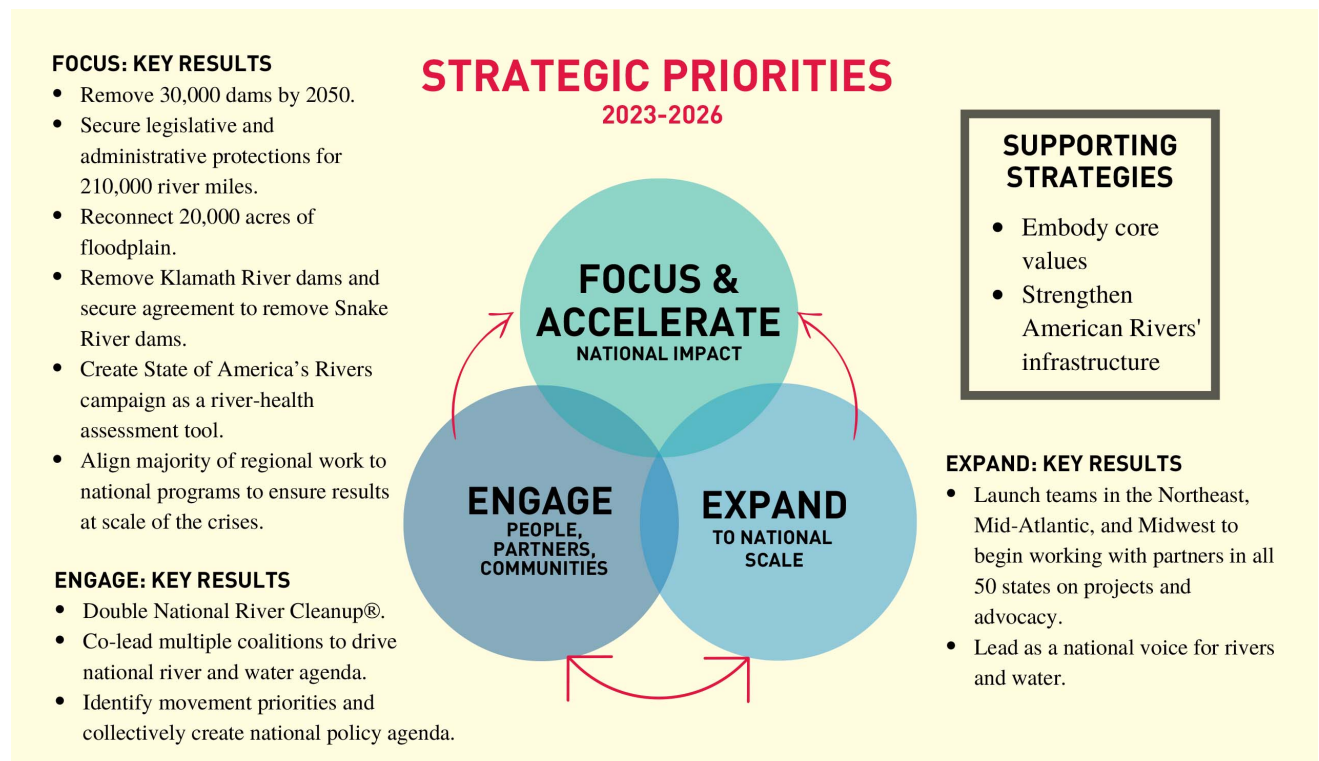 STRATEGIC PRIORITIES
2023-2026
FOCUS: KEY RESULTS
• Remove 30,000 dams by 2050.
• Secure legislative and
administrative protections for
210,000 river miles.
• Reconnect 20,000 acres of
floodplain.
• Remove Klamath River dams and
secure agreement to remove Snake
River dams.
• Create State of America’s Rivers
campaign as a river-health
assessment tool.
• Align majority of regional work to
national programs to ensure results
at scale of the crises.
ENGAGE: KEY RESULTS
• Double National River Cleanup®.
• Co-lead multiple coalitions to drive
national river and water agenda.
• Identify movement priorities and
collectively create national policy agenda.
FOCUS &
ACCELERATE
NATIONAL IMPACT
ENGAGE
PEOPLE,
PARTNERS,
COMMUNITIES
EXPAND
TO NATIONAL
SCALE
SUPPORTING
STRATEGIES
• Embody core
values
• Strengthen
American Rivers'
infrastructure
EXPAND: KEY RESULTS
• Launch teams in the Northeast,
Mid-Atlantic, and Midwest to
begin working with partners in all
50 states on projects and
advocacy.
• Lead as a national voice for rivers
and water.